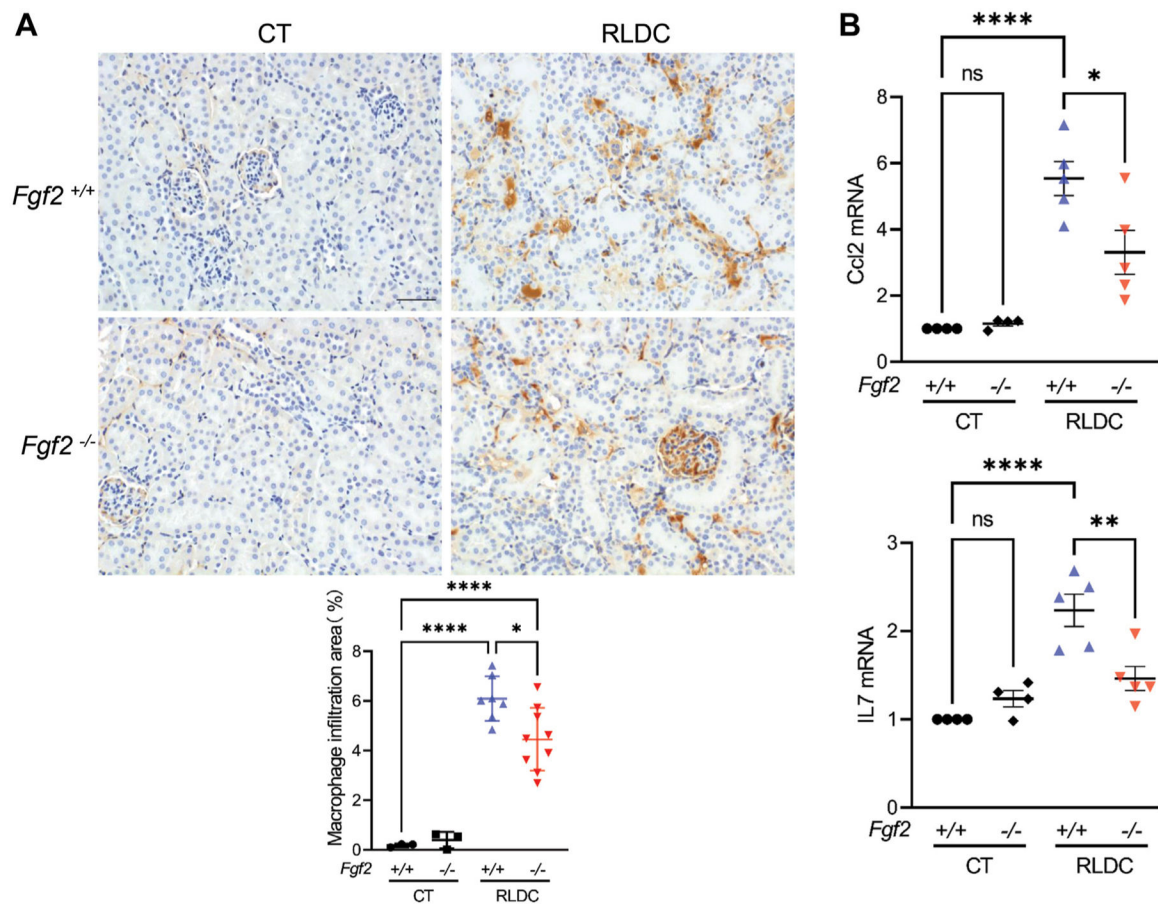 A
CT
RLDC
Fgf2 +/+
Fgf2 -/-
Macrophage infiltration area (%)
****
****
*
8
6
4
2
0
Fgf2 +/+ -/- +/+ -/-
CT RLDC
B
Ccl2 mRNA
****
ns
*
8
6
4
2
0
Fgf2 +/+ -/- +/+ -/-
CT RLDC
IL7 mRNA
****
ns
**
3
2
1
0
Fgf2 +/+ -/- +/+ -/-
CT RLDC